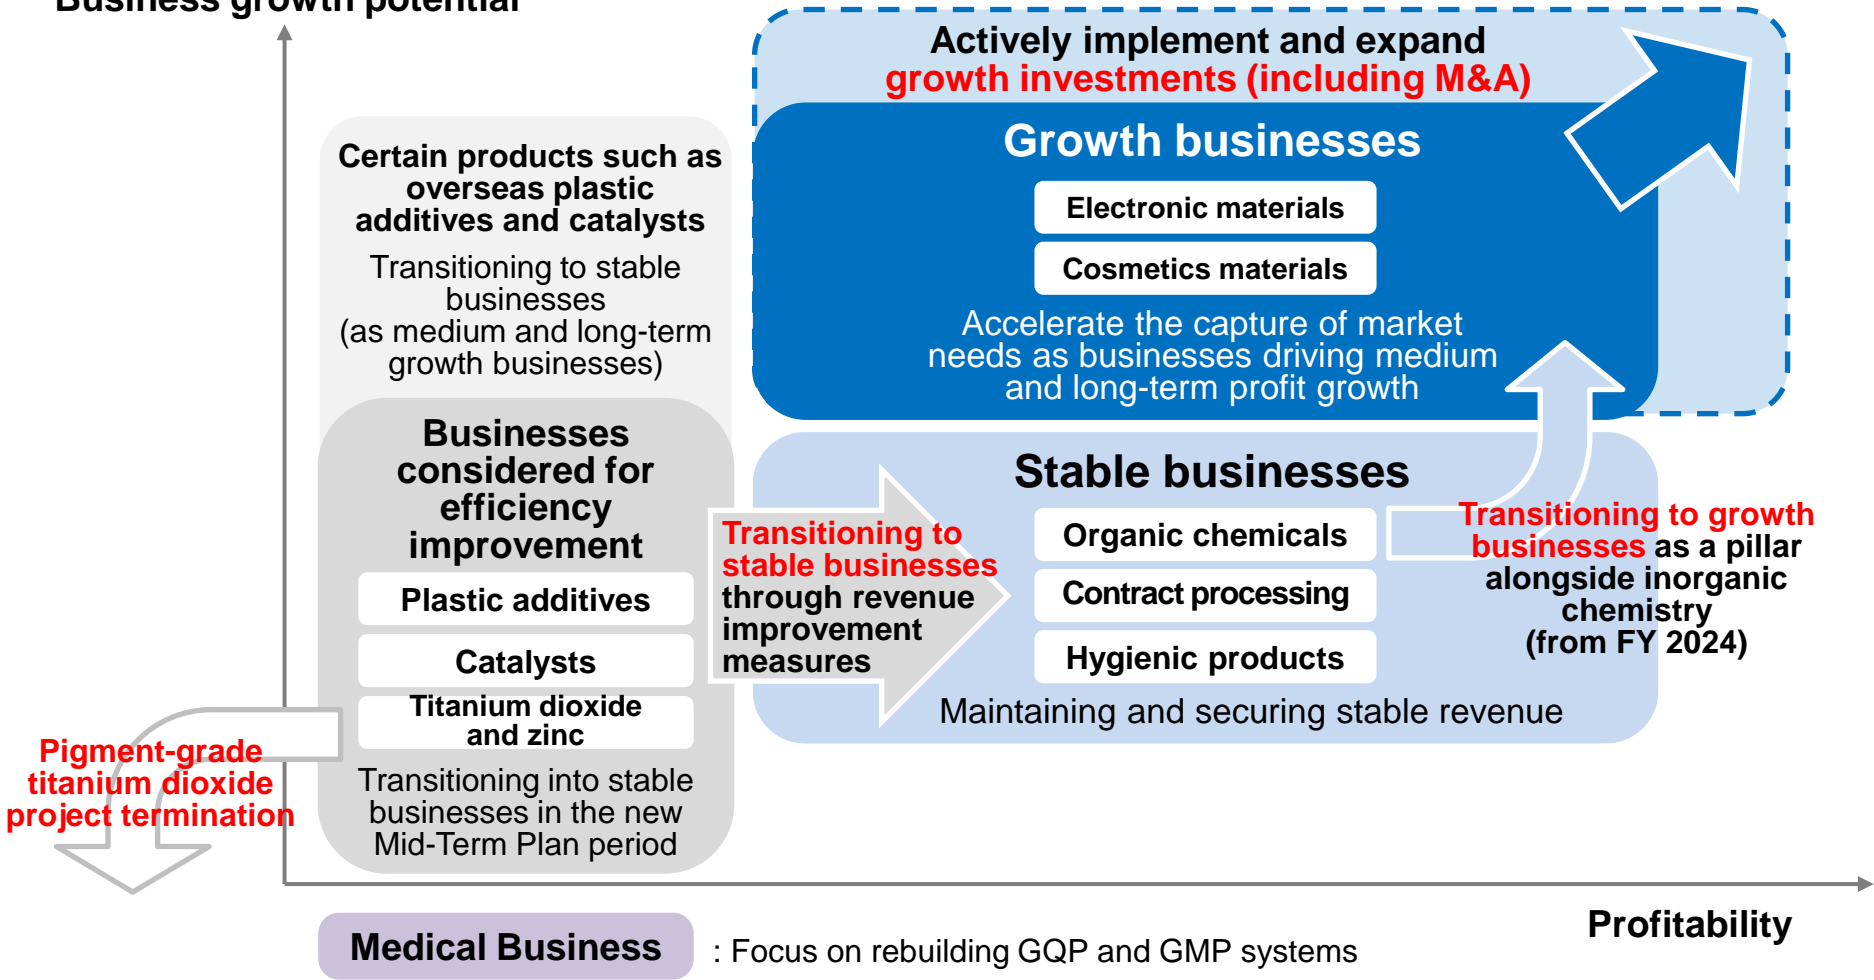 Business growth potential
Actively implement and expand
growth investments (including M&A)
Growth businesses
Electronic materials
Cosmetics materials
Accelerate the capture of market
needs as businesses driving medium
and long-term profit growth
Certain products such as
overseas plastic
additives and catalysts
Transitioning to stable
businesses
(as medium and long-term
growth businesses)
Businesses
considered for
efficiency
improvement
Plastic additives
Catalysts
Titanium dioxide
and zinc
Transitioning into stable
businesses in the new
Mid-Term Plan period
Transitioning to
stable businesses
through revenue
improvement
measures
Stable businesses
Organic chemicals
Contract processing
Hygienic products
Maintaining and securing stable revenue
Transitioning to growth
businesses as a pillar
alongside inorganic
chemistry
(from FY 2024)
Pigment-grade
titanium dioxide
project termination
Profitability
Medical Business
: Focus on rebuilding GQP and GMP systems